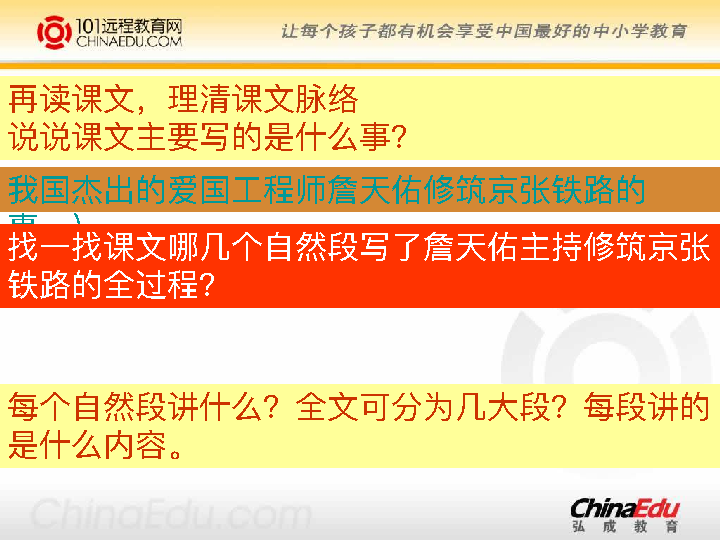 101远程教育网
CHINAEDU.COM
让每个孩子都有机会享受中国最好的中小学教育
再读课文，理清课文脉络
说说课文主要写的是什么事？
我国杰出的爱国工程师詹天佑修筑京张铁路的
找一找课文哪几个自然段写了詹天佑主持修筑京张
铁路的全过程？
每个自然段讲什么？全文可分为几大段？每段讲的
是什么内容。
ChinaEdu.com
ChinaEdu
弘成教育